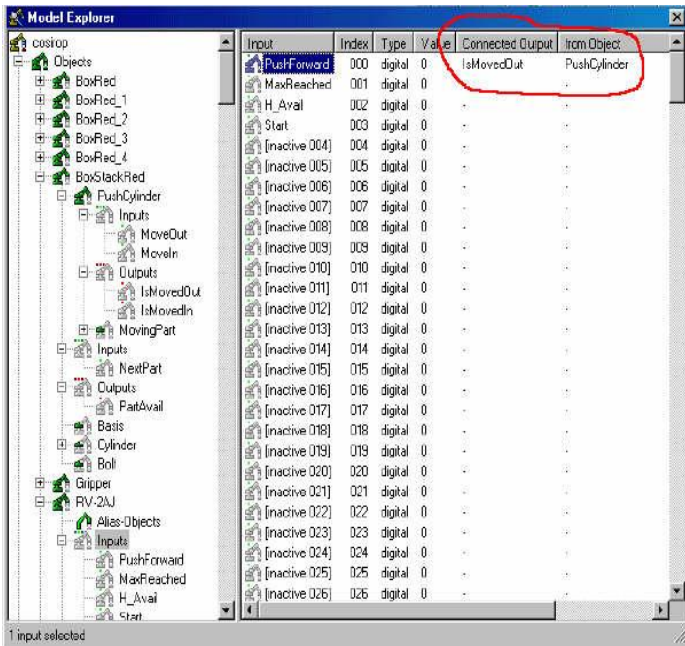 Model Explorer
cosirop
Objects
BoxRed
BoxRed_1
BoxRed_2
BoxRed_3
BoxRed_4
BoxStackRed
PushCylinder
Inputs
MoveOut
MoveIn
Outputs
IsMovedOut
IsMovedIn
MovingPart
Inputs
NextPart
Outputs
PartAvail
Basis
Cylinder
Bolt
Gripper
RV-2AJ
Alias-Objects
Inputs
PushForward
MaxReached
H_Avail
Start
Input Index Type Value Connected Output from Object
PushForward 000 digital 0 IsMovedOut PushCylinder
MaxReached 001 digital 0 - -
H_Avail 002 digital 0 - -
Start 003 digital 0 - -
[inactive 004] 004 digital 0 - -
[inactive 005] 005 digital 0 - -
[inactive 006] 006 digital 0 - -
[inactive 007] 007 digital 0 - -
[inactive 008] 008 digital 0 - -
[inactive 009] 009 digital 0 - -
[inactive 010] 010 digital 0 - -
[inactive 011] 011 digital 0 - -
[inactive 012] 012 digital 0 - -
[inactive 013] 013 digital 0 - -
[inactive 014] 014 digital 0 - -
[inactive 015] 015 digital 0 - -
[inactive 016] 016 digital 0 - -
[inactive 017] 017 digital 0 - -
[inactive 018] 018 digital 0 - -
[inactive 019] 019 digital 0 - -
[inactive 020] 020 digital 0 - -
[inactive 021] 021 digital 0 - -
[inactive 022] 022 digital 0 - -
[inactive 023] 023 digital 0 - -
[inactive 024] 024 digital 0 - -
[inactive 025] 025 digital 0 - -
[inactive 026] 026 digital 0 - -
1 input selected